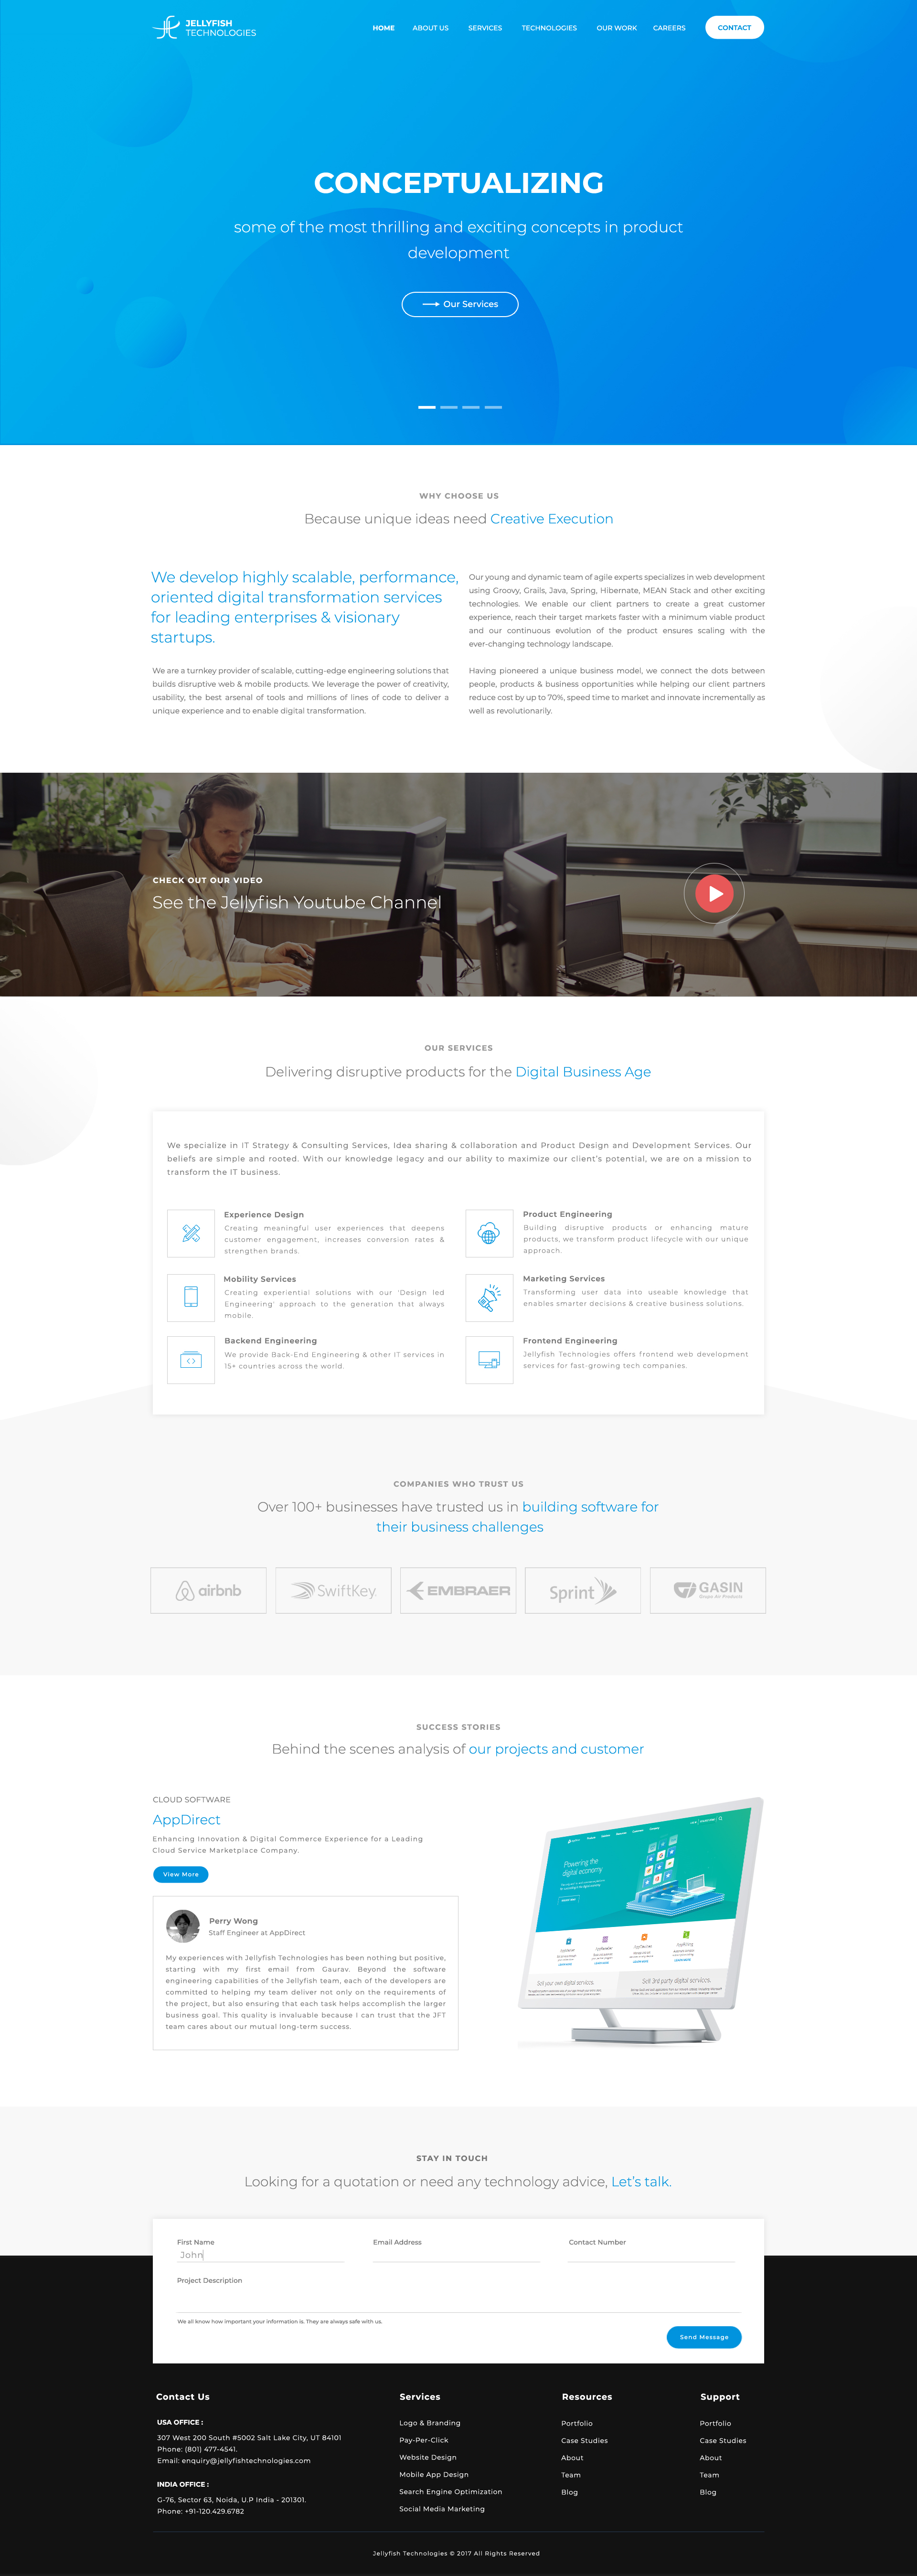 JELLYFISH
TECHNOLOGIES
HOME ABOUT US SERVICES TECHNOLOGIES OUR WORK CAREERS CONTACT
CONCEPTUALIZING
some of the most thrilling and exciting concepts in product
development
Our Services
WHY CHOOSE US
Because unique ideas need Creative Execution
We develop highly scalable, performance,
oriented digital transformation services
for leading enterprises & visionary
startups.
We are a turnkey provider of scalable, cutting-edge engineering solutions that
builds disruptive web & mobile products. We leverage the power of creativity,
usability, the best arsenal of tools and millions of lines of code to deliver a
unique experience and to enable digital transformation.
Our young and dynamic team of agile experts specializes in web development
using Groovy, Grails, Java, Spring, Hibernate, MEAN Stack and other exciting
technologies. We enable our client partners to create a great customer
experience, reach their target markets faster with a minimum viable product
and our continuous evolution of the product ensures scaling with the
ever-changing technology landscape.
Having pioneered a unique business model, we connect the dots between
people, products & business opportunities while helping our client partners
reduce cost by up to 70%, speed time to market and innovate incrementally as
well as revolutionarily.
CHECK OUT OUR VIDEO
See the Jellyfish Youtube Channel
OUR SERVICES
Delivering disruptive products for the Digital Business Age
We specialize in IT Strategy & Consulting Services, Idea sharing & collaboration and Product Design and Development Services. Our
beliefs are simple and rooted. With our knowledge legacy and our ability to maximize our client's potential, we are on a mission to
transform the IT business.
Experience Design
Creating meaningful user experiences that deepens
customer engagement, increases conversion rates &
strengthen brands.
Product Engineering
Building disruptive products or enhancing mature
products, we transform product lifecycle with our unique
approach.
Mobility Services
Creating experiential solutions with our 'Design led
Engineering' approach to the generation that always
mobile.
Marketing Services
Transforming user data into useable knowledge that
enables smarter decisions & creative business solutions.
Backend Engineering
We provide Back-End Engineering & other IT services in
15+ countries across the world.
Frontend Engineering
Jellyfish Technologies offers frontend web development
services for fast-growing tech companies.
COMPANIES WHO TRUST US
Over 100+ businesses have trusted us in building software for
their business challenges
airbnb
SwiftKey
EMBRAER
Sprint
GASIN
SUCCESS STORIES
Behind the scenes analysis of our projects and customer
CLOUD SOFTWARE
AppDirect
Enhancing Innovation & Digital Commerce Experience for a Leading
Cloud Service Marketplace Company.
View More
Perry Wong
Staff Engineer at AppDirect
My experiences with Jellyfish Technologies has been nothing but positive,
starting with my first email from Gaurav. Beyond the software
engineering capabilities of the Jellyfish team, each of the developers are
committed to helping my team deliver not only on the requirements of
the project, but also ensuring that each task helps accomplish the larger
business goal. This quality is invaluable because I can trust that the JFT
team cares about our mutual long-term success.
Powering the
digital economy
Sell your own digital services.
Sell 3rd party digital services.
STAY IN TOUCH
Looking for a quotation or need any technology advice, Let's talk.
First Name
John
Email Address
Contact Number
Project Description
We all know how important your information is. They are always safe with us.
Send Message
Contact Us
USA OFFICE :
307 West 200 South #5002 Salt Lake City, UT 84101
Phone: (801) 477-4541.
Email: enquiry@jellyfishtechnologies.com
INDIA OFFICE :
G-76, Sector 63, Noida, U.P India - 201301.
Phone: +91-120.429.6782
Services
Logo & Branding
Pay-Per-Click
Website Design
Mobile App Design
Search Engine Optimization
Social Media Marketing
Resources
Portfolio
Case Studies
About
Team
Blog
Support
Portfolio
Case Studies
About
Team
Blog
Jellyfish Technologies © 2017 All Rights Reserved